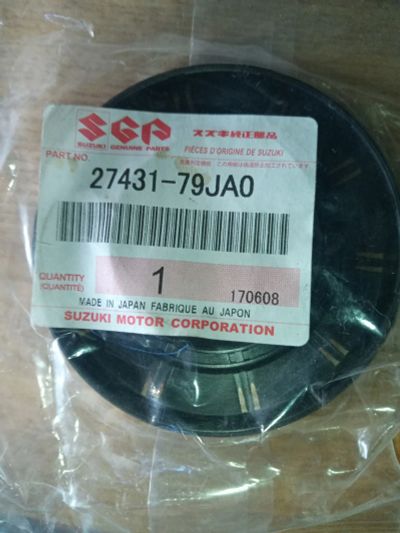 SGP
SUZUKI GENUINE PARTS
スズキ純正部品
PIÈCES D'ORIGINE DE SUZUKI
PART NO.
27431-79JA0
QUANTITY
(QUANTITÉ)
1
170608
MADE IN JAPAN FABRIQUE AU JAPON
SUZUKI MOTOR CORPORATION